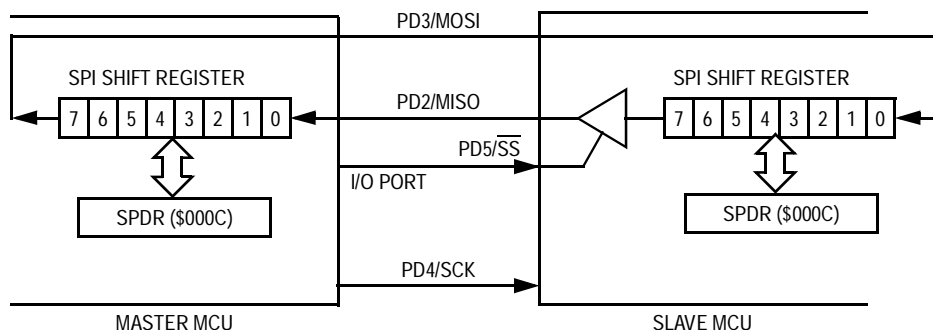 PD3/MOSI
SPI SHIFT REGISTER
SPI SHIFT REGISTER
7 6 5 4 3 2 1 0
PD2/MISO
7 6 5 4 3 2 1 0
PD5/SS
I/O PORT
SPDR ($000C)
SPDR ($000C)
PD4/SCK
MASTER MCU
SLAVE MCU